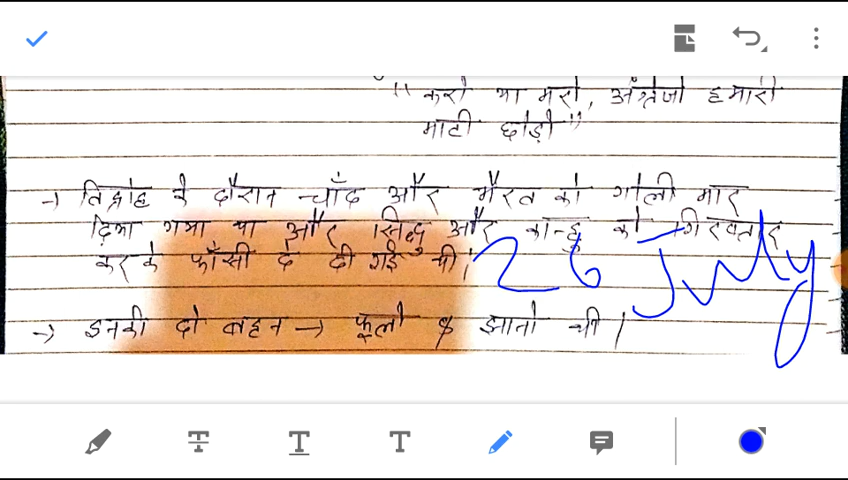 " करो या मरो, अंग्रेजो हमारी
माटी छोड़ो "
→ विद्रोह के दौरान चाँद और भैरव को गोली मार
दिया गया था और सिद्धु और कान्हु को गिरफ्तार
करके फाँसी दे दी गई थी।
26 July
→ इनकी दो बहन → फूलो & झानो थी।
T T T